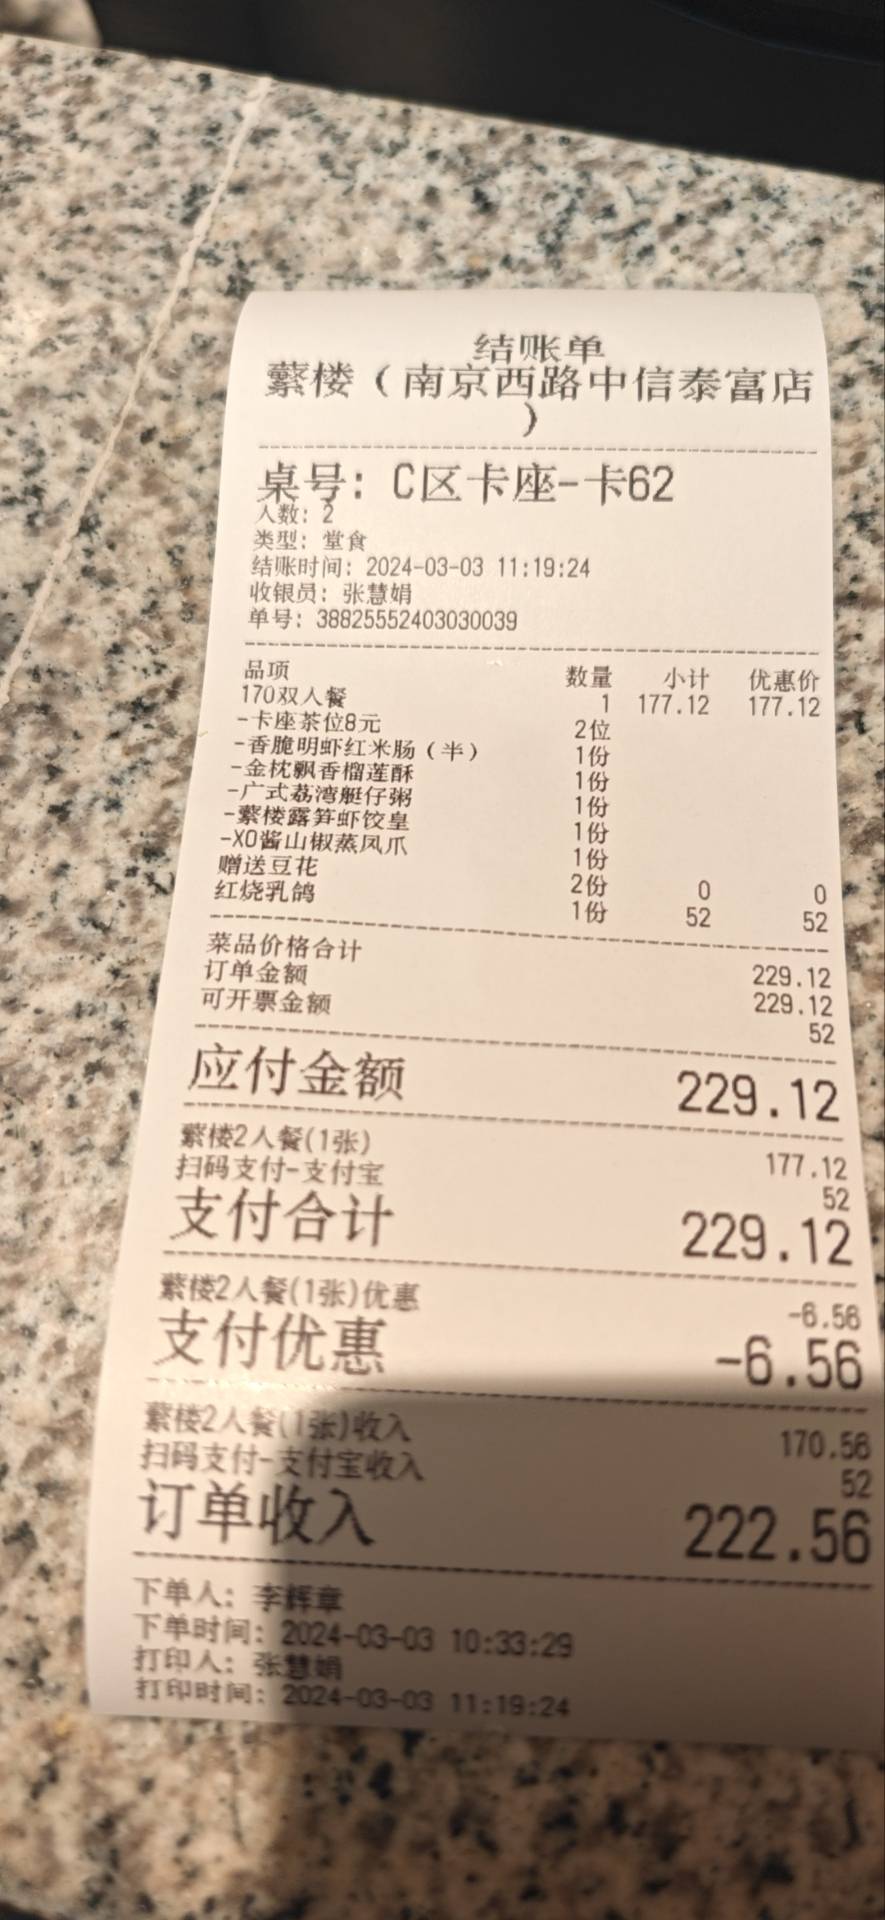 结账单
蘩楼（南京西路中信泰富店
）
桌号：C区卡座-卡62
人数：2
类型：堂食
结账时间：2024-03-03 11:19:24
收银员：张慧娟
单号：38825552403030039
品项 数量 小计 优惠价
170双人餐 1 177.12 177.12
-卡座茶位8元 2位
-香脆明虾红米肠（半） 1份
-金枕飘香榴莲酥 1份
-广式荔湾艇仔粥 1份
-蘩楼露笋虾饺皇 1份
-XO酱山椒蒸凤爪 1份
赠送豆花 2份 0 0
红烧乳鸽 1份 52 52
菜品价格合计 229.12
订单金额 229.12
可开票金额 52
应付金额 229.12
蘩楼2人餐(1张) 177.12
扫码支付-支付宝 52
支付合计 229.12
蘩楼2人餐(1张)优惠 -6.56
支付优惠 -6.56
蘩楼2人餐(1张)收入 170.56
扫码支付-支付宝收入 52
订单收入 222.56
下单人：李辉章
下单时间：2024-03-03 10:33:29
打印人：张慧娟
打印时间：2024-03-03 11:19:24